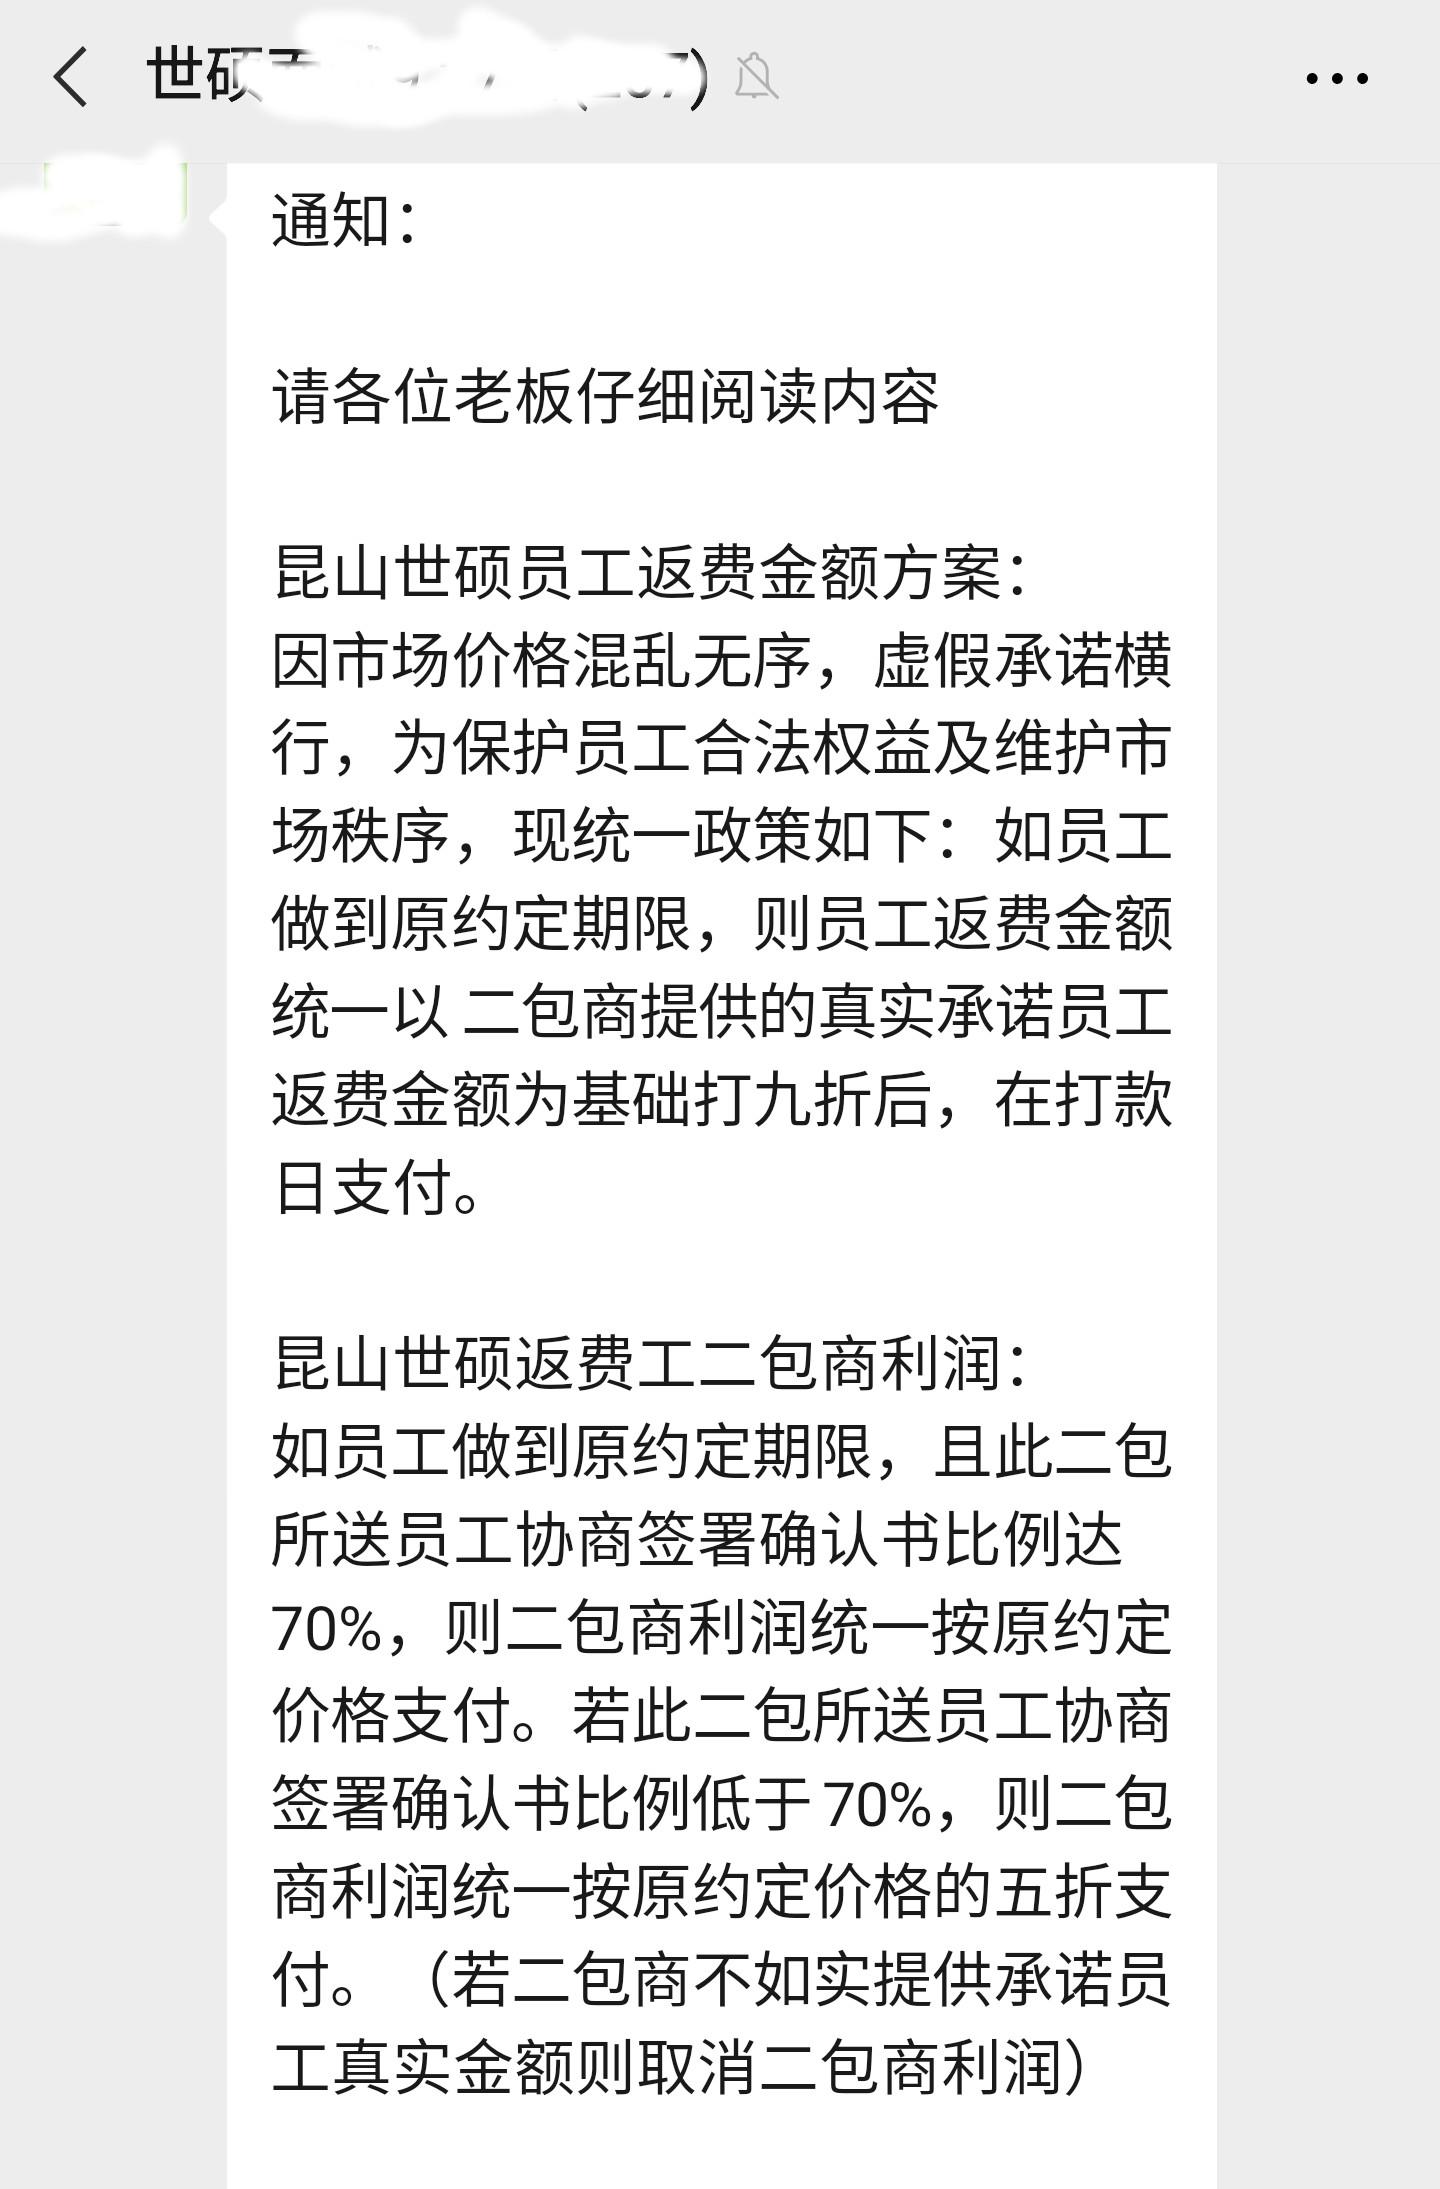 世硕
通知：
请各位老板仔细阅读内容
昆山世硕员工返费金额方案：
因市场价格混乱无序，虚假承诺横
行，为保护员工合法权益及维护市
场秩序，现统一政策如下：如员工
做到原约定期限，则员工返费金额
统一以 二包商提供的真实承诺员工
返费金额为基础打九折后，在打款
日支付。
昆山世硕返费工二包商利润：
如员工做到原约定期限，且此二包
所送员工协商签署确认书比例达
70%，则二包商利润统一按原约定
价格支付。若此二包所送员工协商
签署确认书比例低于 70%，则二包
商利润统一按原约定价格的五折支
付。（若二包商不如实提供承诺员
工真实金额则取消二包商利润）